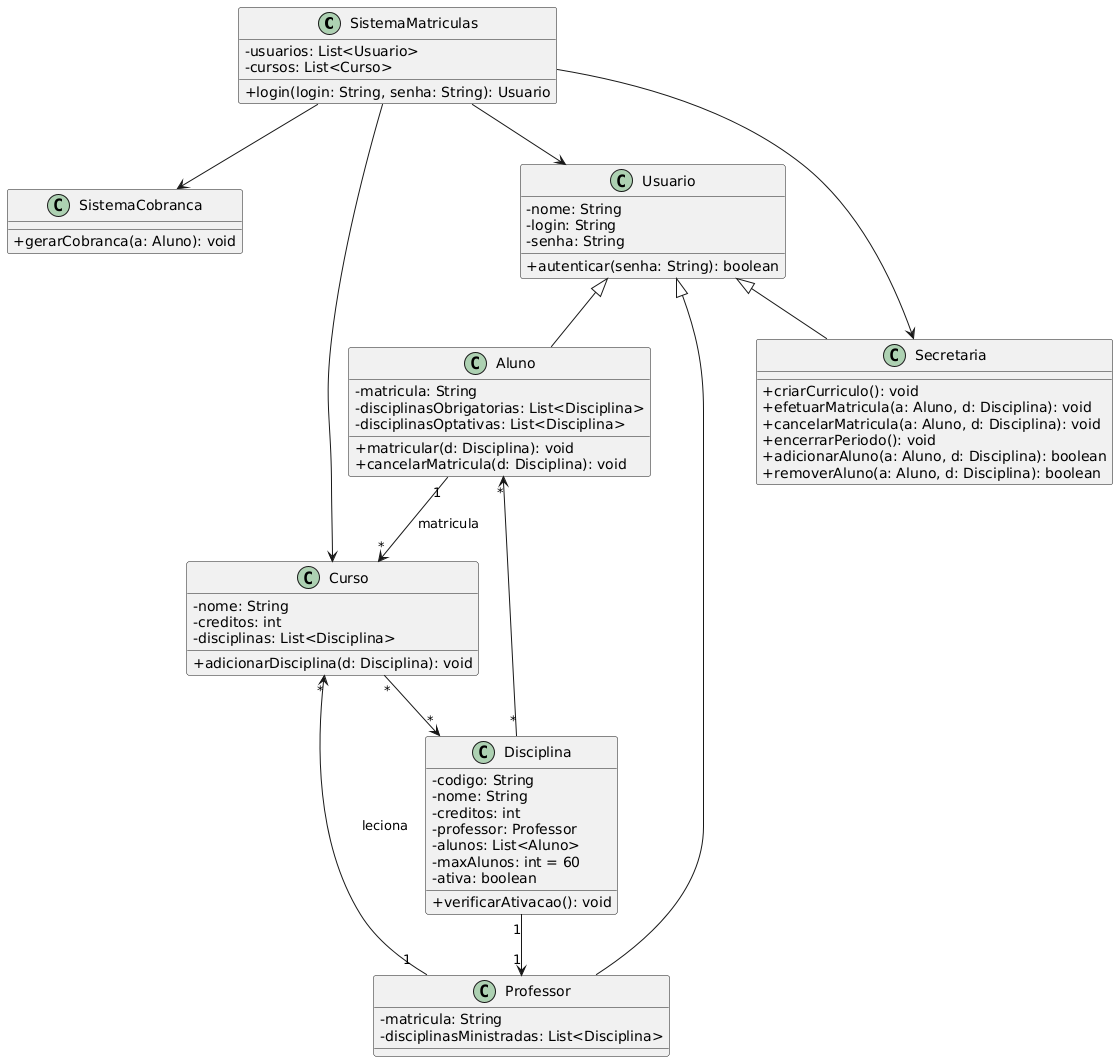 C SistemaMatriculas
-usuarios: List<Usuario>
-cursos: List<Curso>
+login(login: String, senha: String): Usuario
C SistemaCobranca
+gerarCobranca(a: Aluno): void
C Usuario
-nome: String
-login: String
-senha: String
+autenticar(senha: String): boolean
C Aluno
-matricula: String
-disciplinasObrigatorias: List<Disciplina>
-disciplinasOptativas: List<Disciplina>
+matricular(d: Disciplina): void
+cancelarMatricula(d: Disciplina): void
C Secretaria
+criarCurriculo(): void
+efetuarMatricula(a: Aluno, d: Disciplina): void
+cancelarMatricula(a: Aluno, d: Disciplina): void
+encerrarPeriodo(): void
+adicionarAluno(a: Aluno, d: Disciplina): boolean
+removerAluno(a: Aluno, d: Disciplina): boolean
1
*
matricula
*
C Curso
-nome: String
-creditos: int
-disciplinas: List<Disciplina>
+adicionarDisciplina(d: Disciplina): void
*
*
*
*
C Disciplina
-codigo: String
-nome: String
-creditos: int
-professor: Professor
-alunos: List<Aluno>
-maxAlunos: int = 60
-ativa: boolean
+verificarAtivacao(): void
leciona
1
1
1
C Professor
-matricula: String
-disciplinasMinistradas: List<Disciplina>